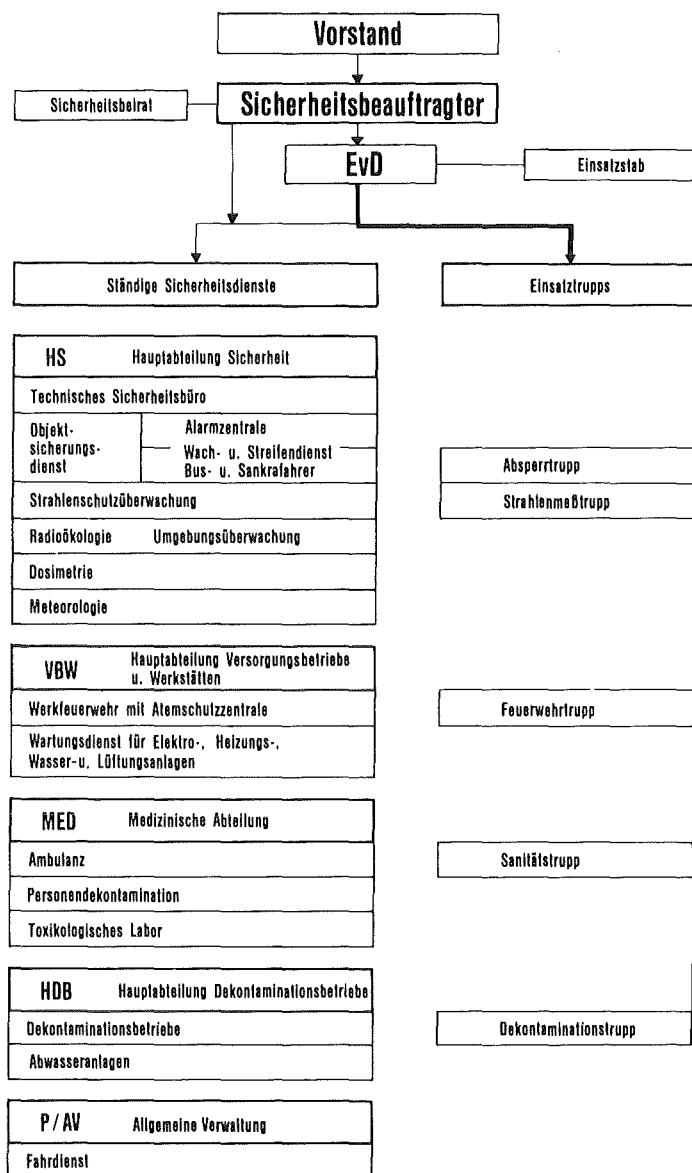 Vorstand
Sicherheitsbeirat
Sicherheitsbeauftragter
EvD
Einsatzstab
Ständige Sicherheitsdienste
Einsatztrupps
HS Hauptabteilung Sicherheit
Technisches Sicherheitsbüro
Objekt-
sicherungs-
dienst
Alarmzentrale
Wach- u. Streifendienst
Bus- u. Sankrafahrer
Absperrtrupp
Strahlenschutzüberwachung
Strahlenmeßtrupp
Radioökologie Umgebungsüberwachung
Dosimetrie
Meteorologie
VBW Hauptabteilung Versorgungsbetriebe
u. Werkstätten
Werkfeuerwehr mit Atemschutzzentrale
Feuerwehrtrupp
Wartungsdienst für Elektro-, Heizungs-,
Wasser-u. Lüftungsanlagen
MED Medizinische Abteilung
Ambulanz
Sanitätstrupp
Personendekontamination
Toxikologisches Labor
HDB Hauptabteilung Dekontaminationsbetriebe
Dekontaminationsbetriebe
Dekontaminationstrupp
Abwasseranlagen
P/AV Allgemeine Verwaltung
Fahrdienst